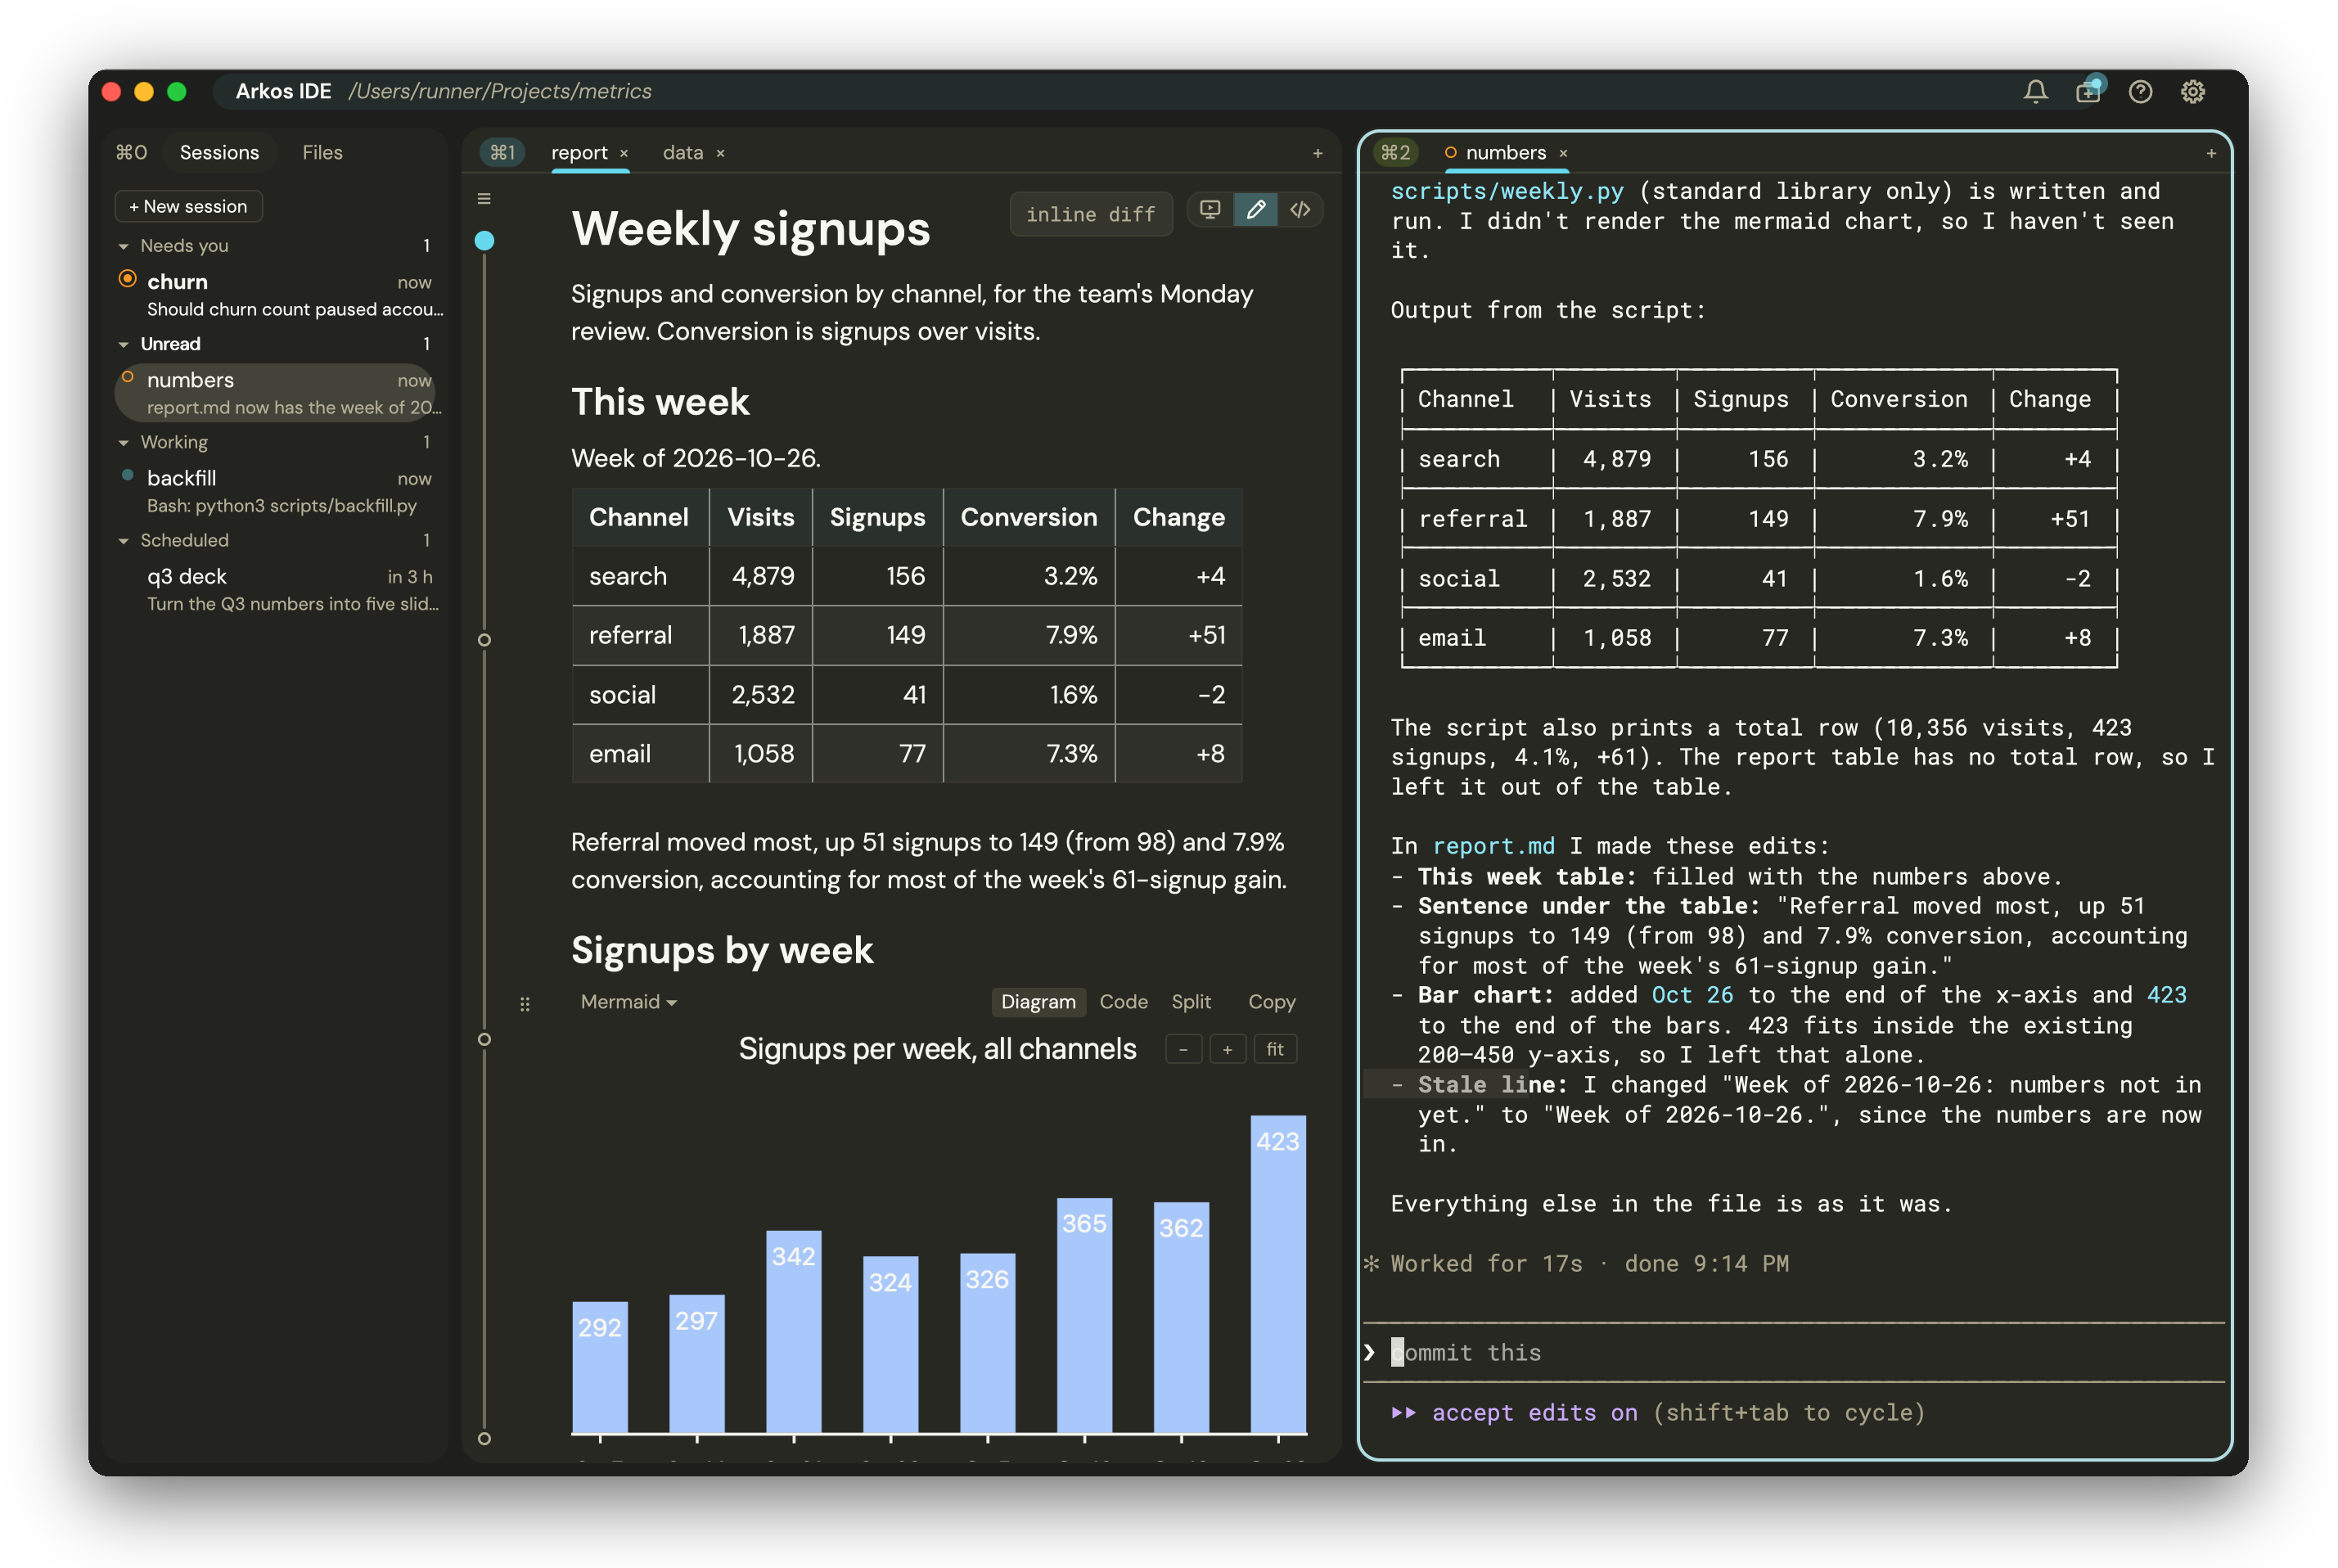 Arkos IDE /Users/runner/Projects/metrics
⌘0 Sessions Files
+ New session
Needs you 1
churn now
Should churn count paused accou…
Unread 1
numbers now
report.md now has the week of 20…
Working 1
backfill now
Bash: python3 scripts/backfill.py
Scheduled 1
q3 deck in 3 h
Turn the Q3 numbers into five slid…
⌘1 report × data × +
inline diff
Weekly signups
Signups and conversion by channel, for the team's Monday
review. Conversion is signups over visits.
This week
Week of 2026-10-26.
Channel Visits Signups Conversion Change
search 4,879 156 3.2% +4
referral 1,887 149 7.9% +51
social 2,532 41 1.6% -2
email 1,058 77 7.3% +8
Referral moved most, up 51 signups to 149 (from 98) and 7.9%
conversion, accounting for most of the week's 61-signup gain.
Signups by week
Mermaid Diagram Code Split Copy
Signups per week, all channels - + fit
292 297 342 324 326 365 362 423
⌘2 numbers × +
scripts/weekly.py (standard library only) is written and
run. I didn't render the mermaid chart, so I haven't seen
it.
Output from the script:
Channel Visits Signups Conversion Change
search 4,879 156 3.2% +4
referral 1,887 149 7.9% +51
social 2,532 41 1.6% -2
email 1,058 77 7.3% +8
The script also prints a total row (10,356 visits, 423
signups, 4.1%, +61). The report table has no total row, so I
left it out of the table.
In report.md I made these edits:
- This week table: filled with the numbers above.
- Sentence under the table: "Referral moved most, up 51
signups to 149 (from 98) and 7.9% conversion, accounting
for most of the week's 61-signup gain."
- Bar chart: added Oct 26 to the end of the x-axis and 423
to the end of the bars. 423 fits inside the existing
200–450 y-axis, so I left that alone.
- Stale line: I changed "Week of 2026-10-26: numbers not in
yet." to "Week of 2026-10-26.", since the numbers are now
in.
Everything else in the file is as it was.
✻ Worked for 17s · done 9:14 PM
❯ commit this
⏵⏵ accept edits on (shift+tab to cycle)